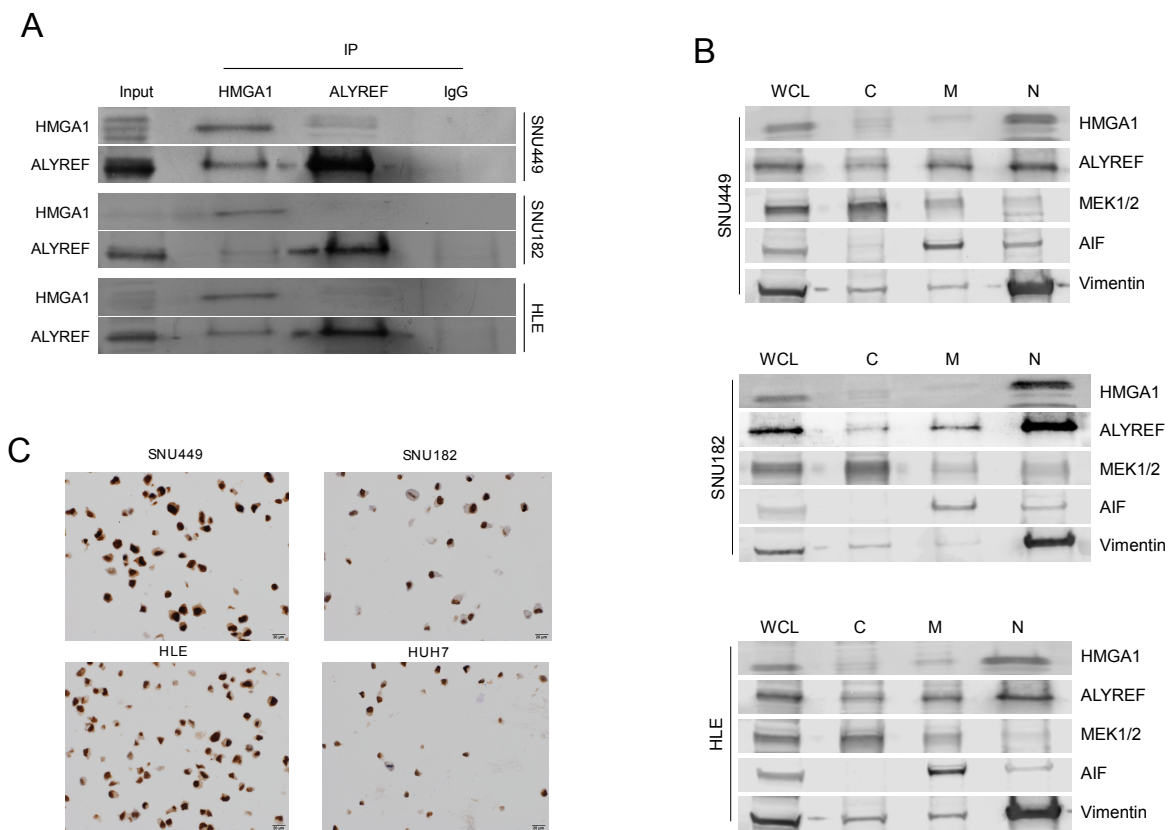 A
IP
Input HMGA1 ALYREF IgG
HMGA1
ALYREF
SNU449
HMGA1
ALYREF
SNU182
HMGA1
ALYREF
HLE
B
WCL C M N
SNU449
HMGA1
ALYREF
MEK1/2
AIF
Vimentin
WCL C M N
SNU182
HMGA1
ALYREF
MEK1/2
AIF
Vimentin
WCL C M N
HLE
HMGA1
ALYREF
MEK1/2
AIF
Vimentin
C
SNU449 SNU182
HLE HUH7